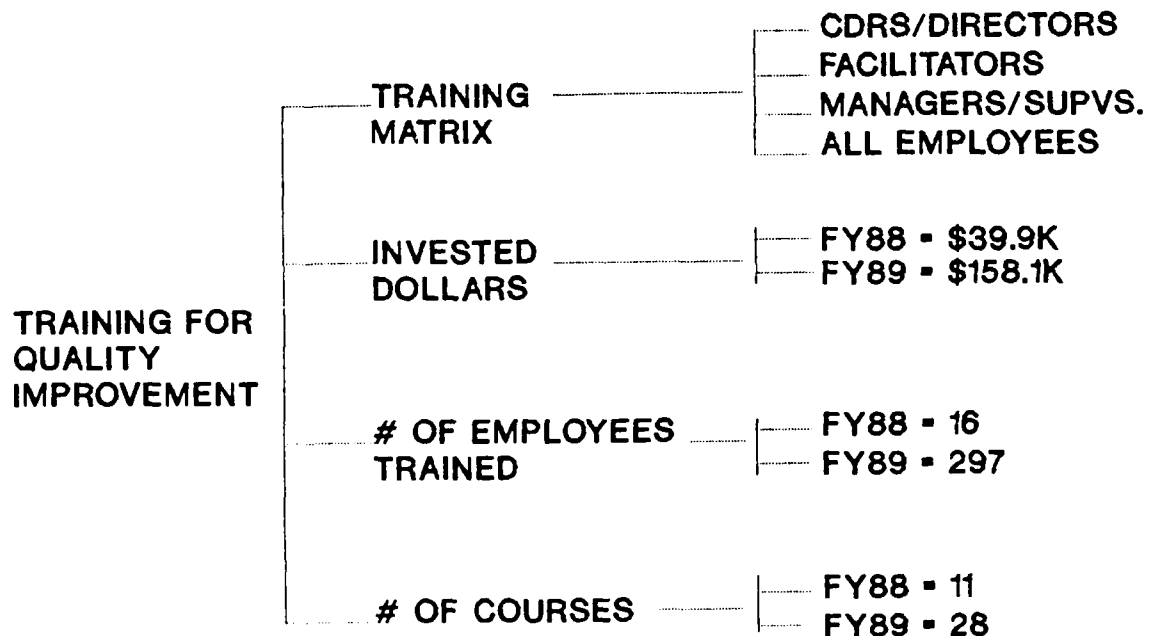 CDRS/DIRECTORS
FACILITATORS
TRAINING
MATRIX
MANAGERS/SUPVS.
ALL EMPLOYEES
INVESTED
DOLLARS
FY88 = $39.9K
FY89 = $158.1K
TRAINING FOR
QUALITY
IMPROVEMENT
# OF EMPLOYEES
TRAINED
FY88 = 16
FY89 = 297
# OF COURSES
FY88 = 11
FY89 = 28